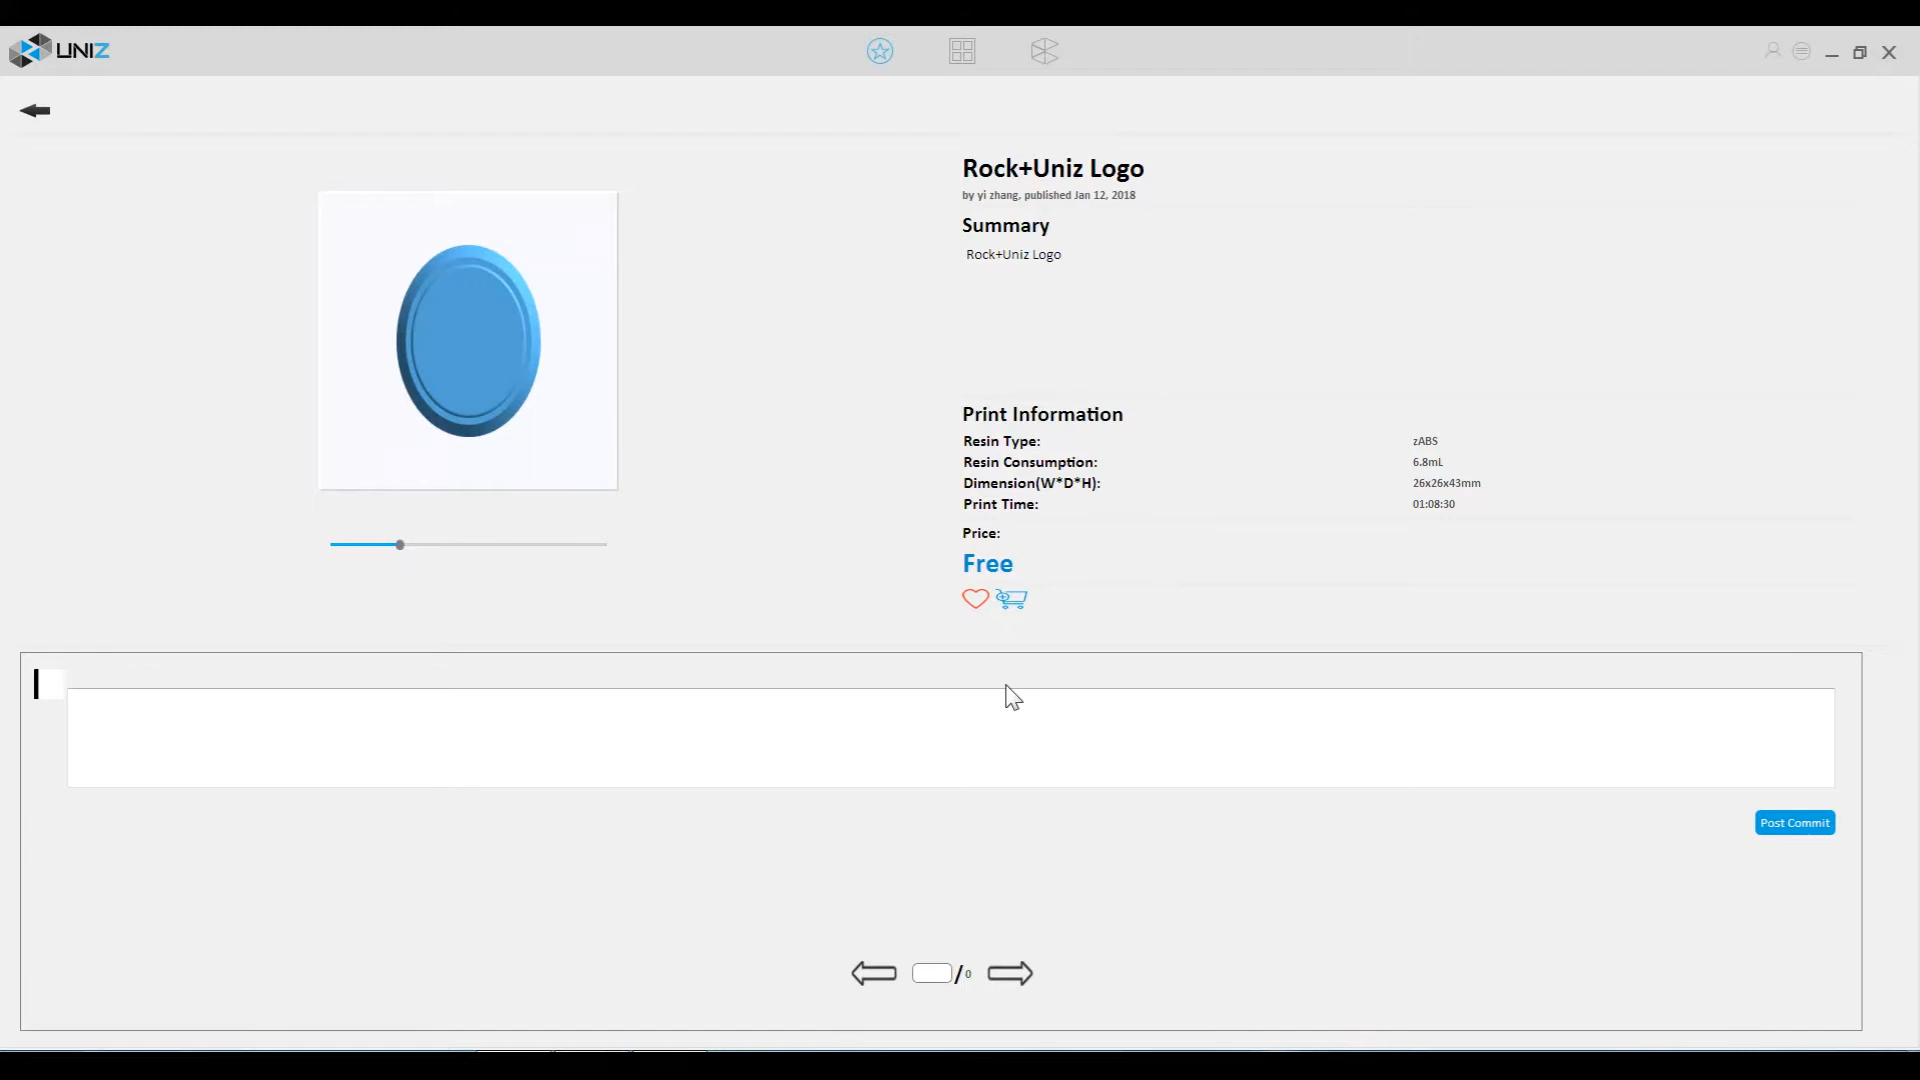 UNIZ
Rock+Uniz Logo
by yi zhang, published Jan 12, 2018
Summary
Rock+Uniz Logo
Print Information
Resin Type: zABS
Resin Consumption: 6.8mL
Dimension(W*D*H): 26x26x43mm
Print Time: 01:08:30
Price:
Free
Post Commit
/ 0